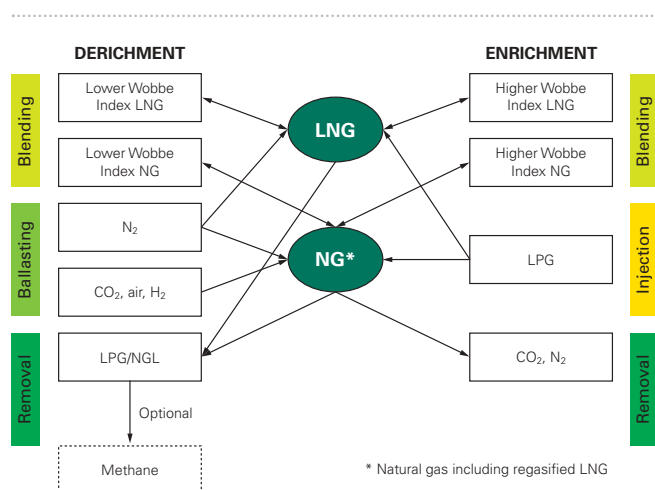 DERICHMENT
ENRICHMENT
Blending
Lower Wobbe
Index LNG
LNG
Higher Wobbe
Index LNG
Blending
Lower Wobbe
Index NG
Higher Wobbe
Index NG
Ballasting
N₂
NG*
LPG
Injection
CO₂, air, H₂
Removal
LPG/NGL
CO₂, N₂
Removal
Optional
Methane
* Natural gas including regasified LNG